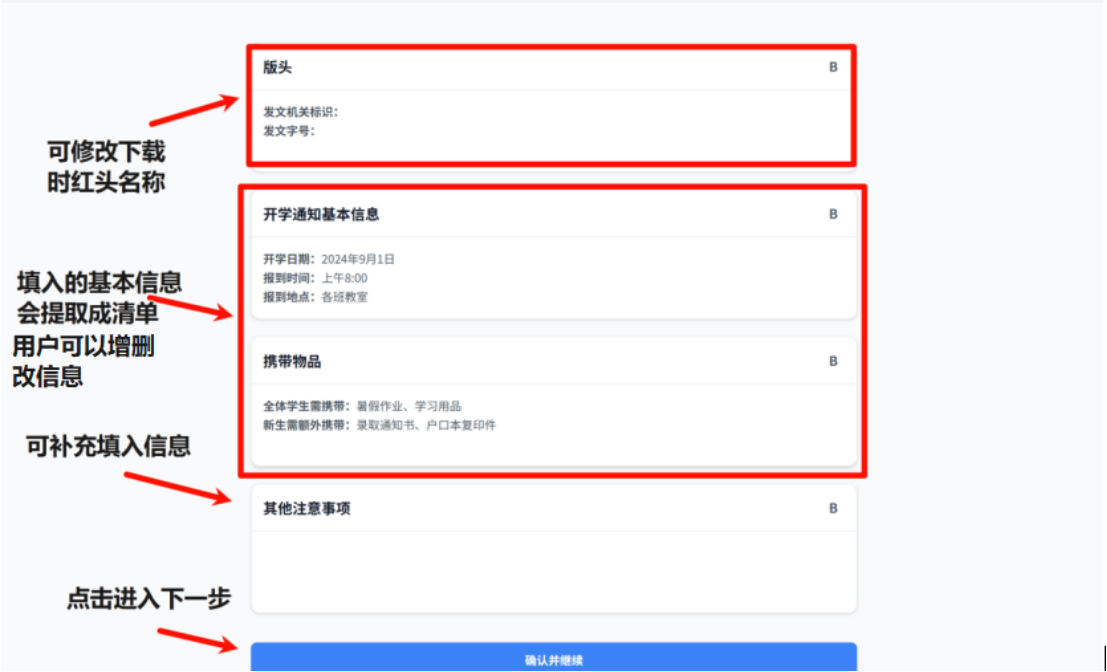 版头
B
发文机关标识：
发文字号：
可修改下载
时红头名称
开学通知基本信息
B
开学日期：2024年9月1日
报到时间：上午8:00
报到地点：各班教室
填入的基本信息
会提取成清单
用户可以增删
改信息
携带物品
B
全体学生需携带：暑假作业、学习用品
新生需额外携带：录取通知书、户口本复印件
可补充填入信息
其他注意事项
B
点击进入下一步
确认并继续